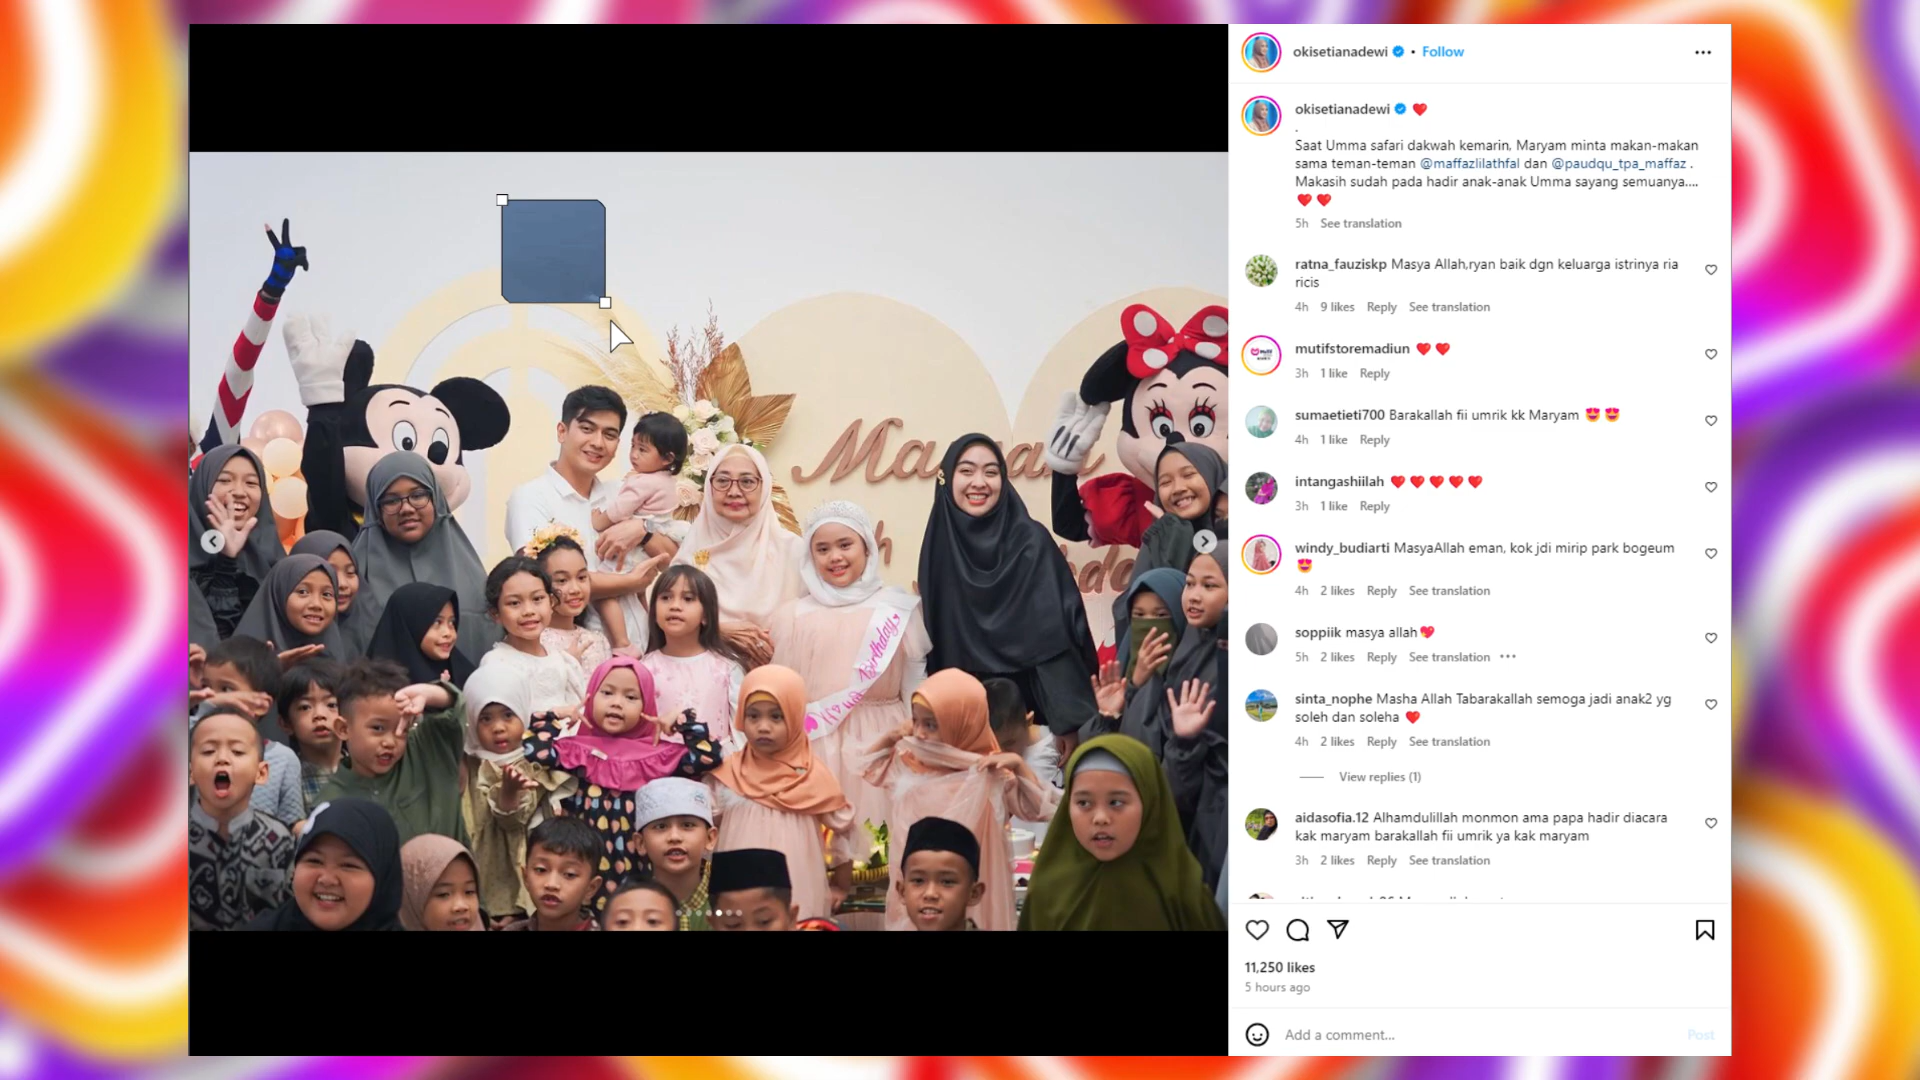 Maryam
Birthday
okisetianadewi • Follow
okisetianadewi ❤️
.
Saat Umma safari dakwah kemarin, Maryam minta makan-makan
sama teman-teman @maffazlilathfal dan @paudqu_tpa_maffaz .
Makasih sudah pada hadir anak-anak Umma sayang semuanya....
❤️ ❤️
5h See translation
ratna_fauziskp Masya Allah,ryan baik dgn keluarga istrinya ria
ricis
4h 9 likes Reply See translation
mutifstoremadiun ❤️ ❤️
3h 1 like Reply
sumaetieti700 Barakallah fii umrik kk Maryam 😍 😍
4h 1 like Reply
intangashiilah ❤️ ❤️ ❤️ ❤️ ❤️
3h 1 like Reply
windy_budiarti MasyaAllah eman, kok jdi mirip park bogeum
😍
4h 2 likes Reply See translation
soppiik masya allah💖
5h 2 likes Reply See translation •••
sinta_nophe Masha Allah Tabarakallah semoga jadi anak2 yg
soleh dan soleha ❤️
4h 2 likes Reply See translation
View replies (1)
aidasofia.12 Alhamdulillah monmon ama papa hadir diacara
kak maryam barakallah fii umrik ya kak maryam
3h 2 likes Reply See translation
11,250 likes
5 hours ago
Add a comment...
Post